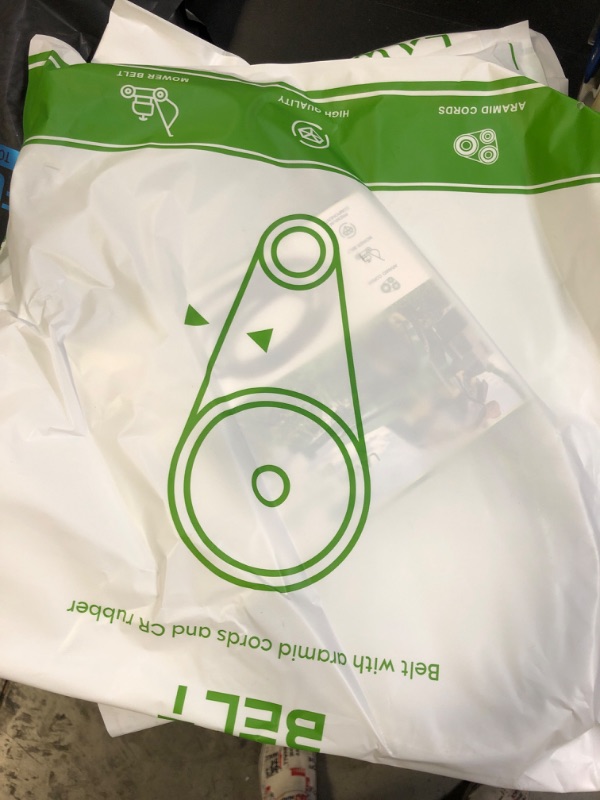 BELT
Belt with aramid cords and CR rubber
ARAMID CORDS
HIGH QUALITY
MOWER BELT